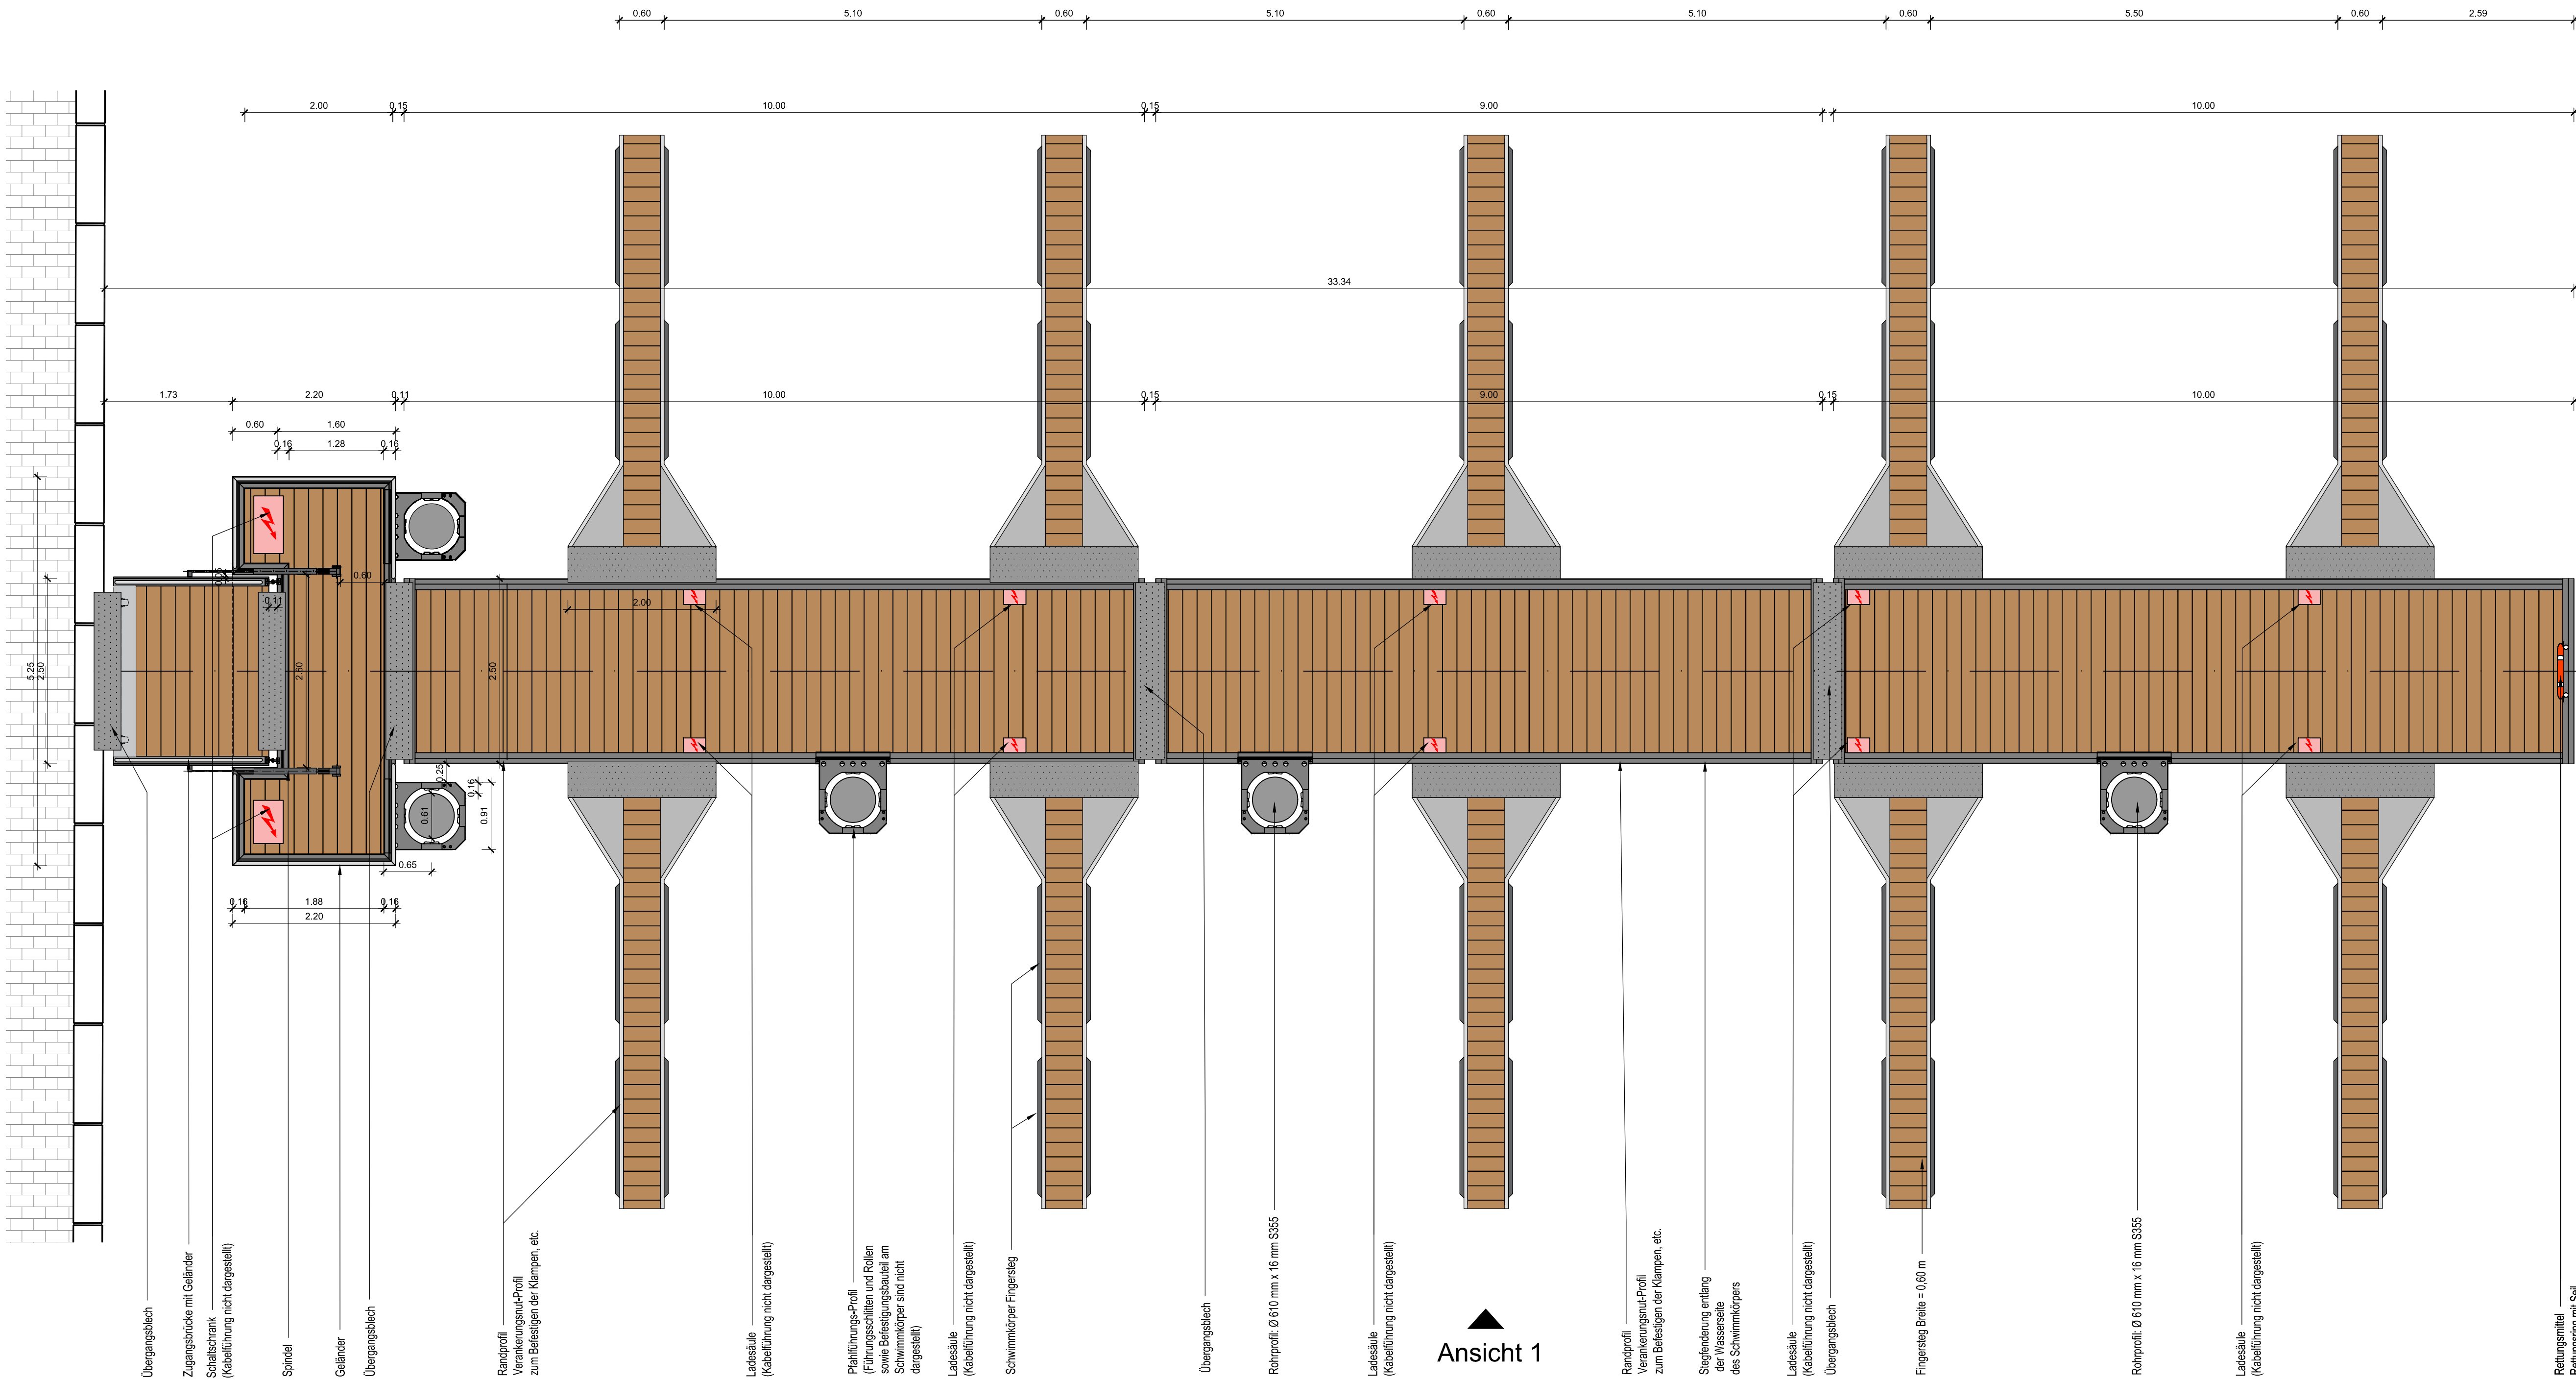 0.60
5.10
0.60
5.10
0.60
5.10
0.60
5.50
0.60
2.59
2.00
0.15
10.00
0.15
9.00
10.00
33.34
1.73
2.20
0.11
10.00
0.15
9.00
0.15
10.00
0.60
1.60
0.16
1.28
0.16
0.60
0.11
2.00
5.25
2.50
2.60
2.50
0.25
0.16
0.61
0.91
0.65
0.16
1.88
0.16
2.20
Übergangsblech
Zugangsbrücke mit Geländer
Schaltschrank
(Kabelführung nicht dargestellt)
Spindel
Geländer
Übergangsblech
Randprofil
Verankerungsnut-Profil
zum Befestigen der Klampen, etc.
Ladesäule
(Kabelführung nicht dargestellt)
Pfahlführungs-Profil
(Führungsschlitten und Rollen
sowie Befestigungsbauteil am
Schwimmkörper sind nicht
dargestellt)
Ladesäule
(Kabelführung nicht dargestellt)
Schwimmkörper Fingersteg
Übergangsblech
Rohrprofil: Ø 610 mm x 16 mm S355
Ladesäule
(Kabelführung nicht dargestellt)
Ansicht 1
Randprofil
Verankerungsnut-Profil
zum Befestigen der Klampen, etc.
Stegfenderung entlang
der Wasserseite
des Schwimmkörpers
Ladesäule
(Kabelführung nicht dargestellt)
Übergangsblech
Fingersteg Breite = 0,60 m
Rohrprofil: Ø 610 mm x 16 mm S355
Ladesäule
(Kabelführung nicht dargestellt)
Rettungsmittel
Rettungsring mit Seil